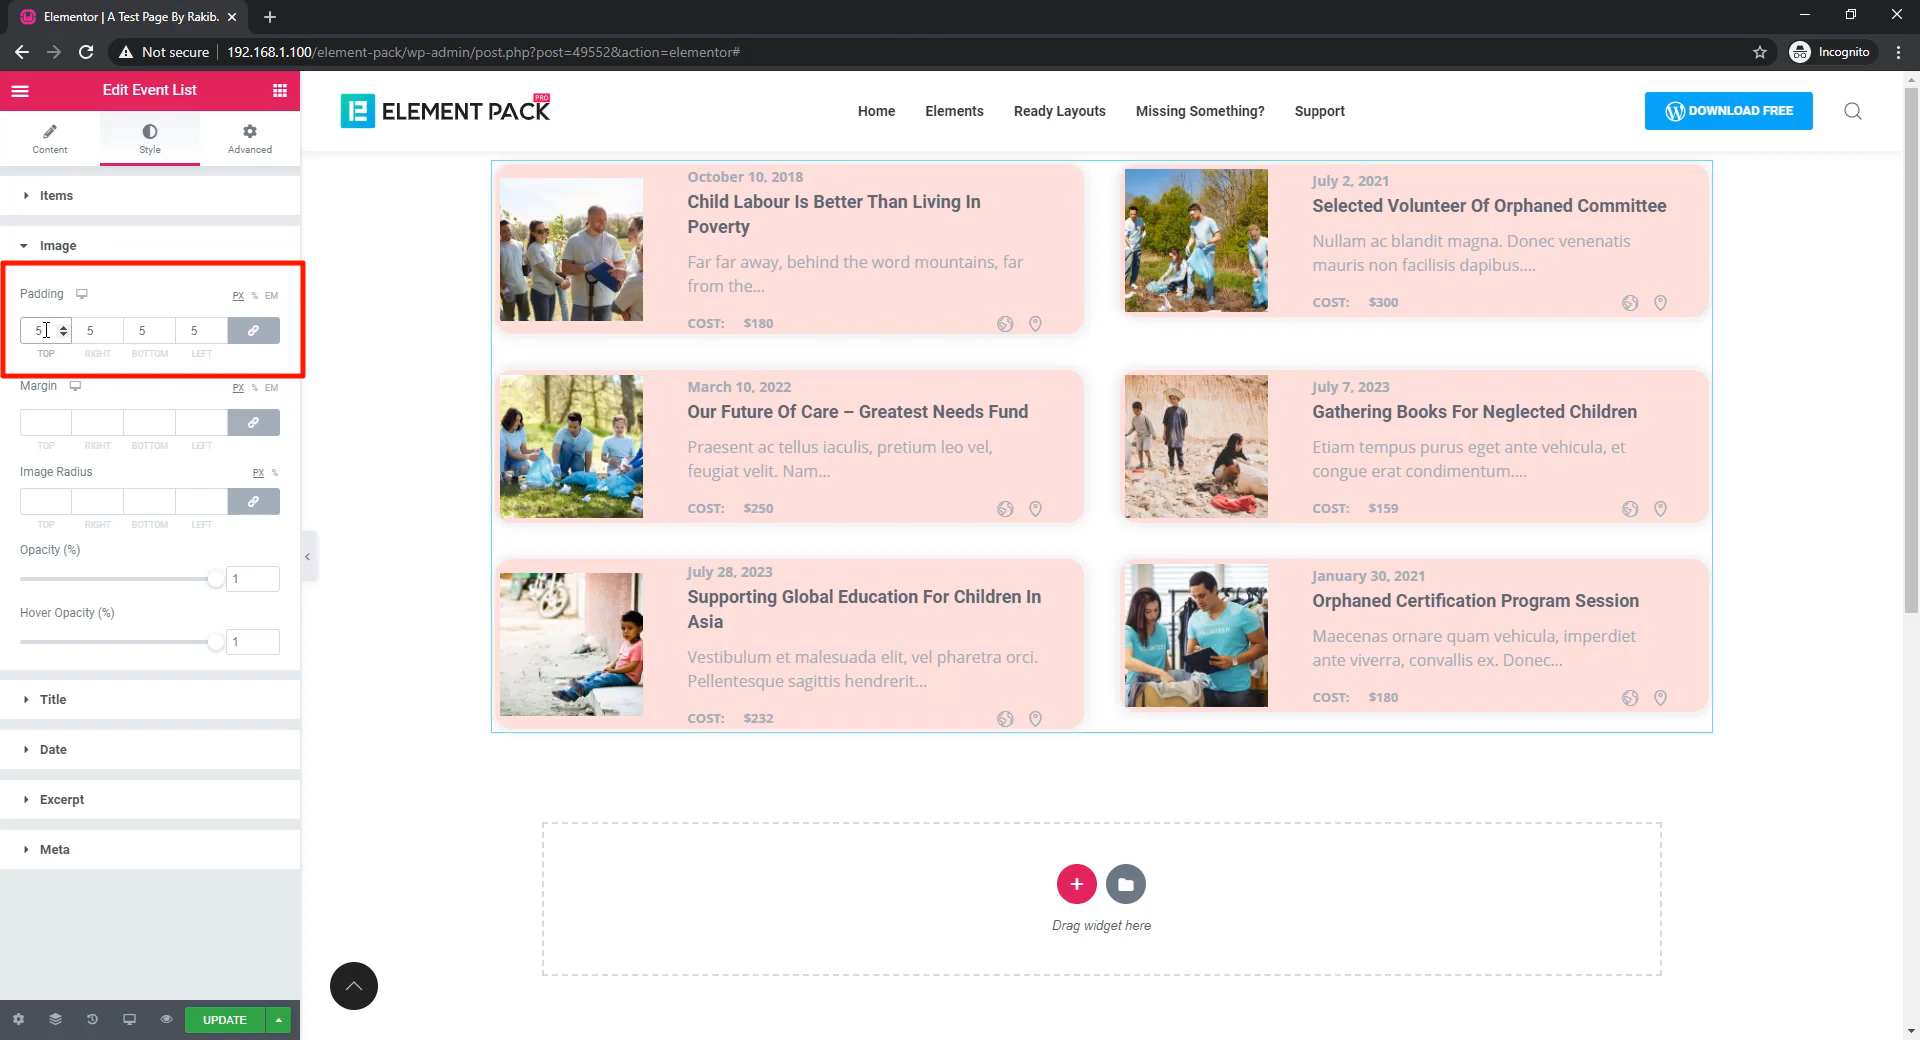 Elementor | A Test Page By Rakib.
Not secure
192.168.1.100/element-pack/wp-admin/post.php?post=49552&action=elementor#
Incognito
Edit Event List
Content
Style
Advanced
Items
Image
Padding
PX % EM
5 5 5 5
TOP RIGHT BOTTOM LEFT
Margin
PX % EM
TOP RIGHT BOTTOM LEFT
Image Radius
PX %
TOP RIGHT BOTTOM LEFT
Opacity (%)
1
Hover Opacity (%)
1
Title
Date
Excerpt
Meta
UPDATE
ELEMENT PACK
PRO
Home
Elements
Ready Layouts
Missing Something?
Support
DOWNLOAD FREE
October 10, 2018
Child Labour Is Better Than Living In
Poverty
Far far away, behind the word mountains, far
from the...
COST: $180
July 2, 2021
Selected Volunteer Of Orphaned Committee
Nullam ac blandit magna. Donec venenatis
mauris non facilisis dapibus....
COST: $300
March 10, 2022
Our Future Of Care – Greatest Needs Fund
Praesent ac tellus iaculis, pretium leo vel,
feugiat velit. Nam...
COST: $250
July 7, 2023
Gathering Books For Neglected Children
Etiam tempus purus eget ante vehicula, et
congue erat condimentum....
COST: $159
July 28, 2023
Supporting Global Education For Children In
Asia
Vestibulum et malesuada elit, vel pharetra orci.
Pellentesque sagittis hendrerit...
COST: $232
January 30, 2021
Orphaned Certification Program Session
Maecenas ornare quam vehicula, imperdiet
ante viverra, convallis ex. Donec...
COST: $180
Drag widget here